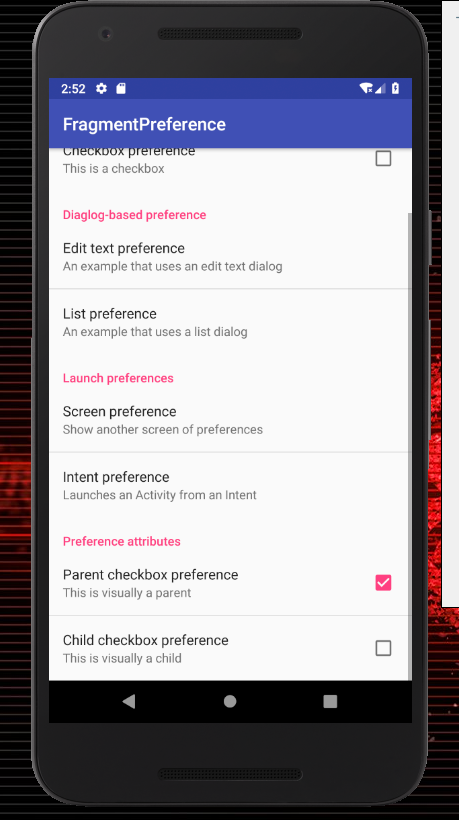 2:52
FragmentPreference
Checkbox preference
This is a checkbox
Diaglog-based preference
Edit text preference
An example that uses an edit text dialog
List preference
An example that uses a list dialog
Launch preferences
Screen preference
Show another screen of preferences
Intent preference
Launches an Activity from an Intent
Preference attributes
Parent checkbox preference
This is visually a parent
Child checkbox preference
This is visually a child